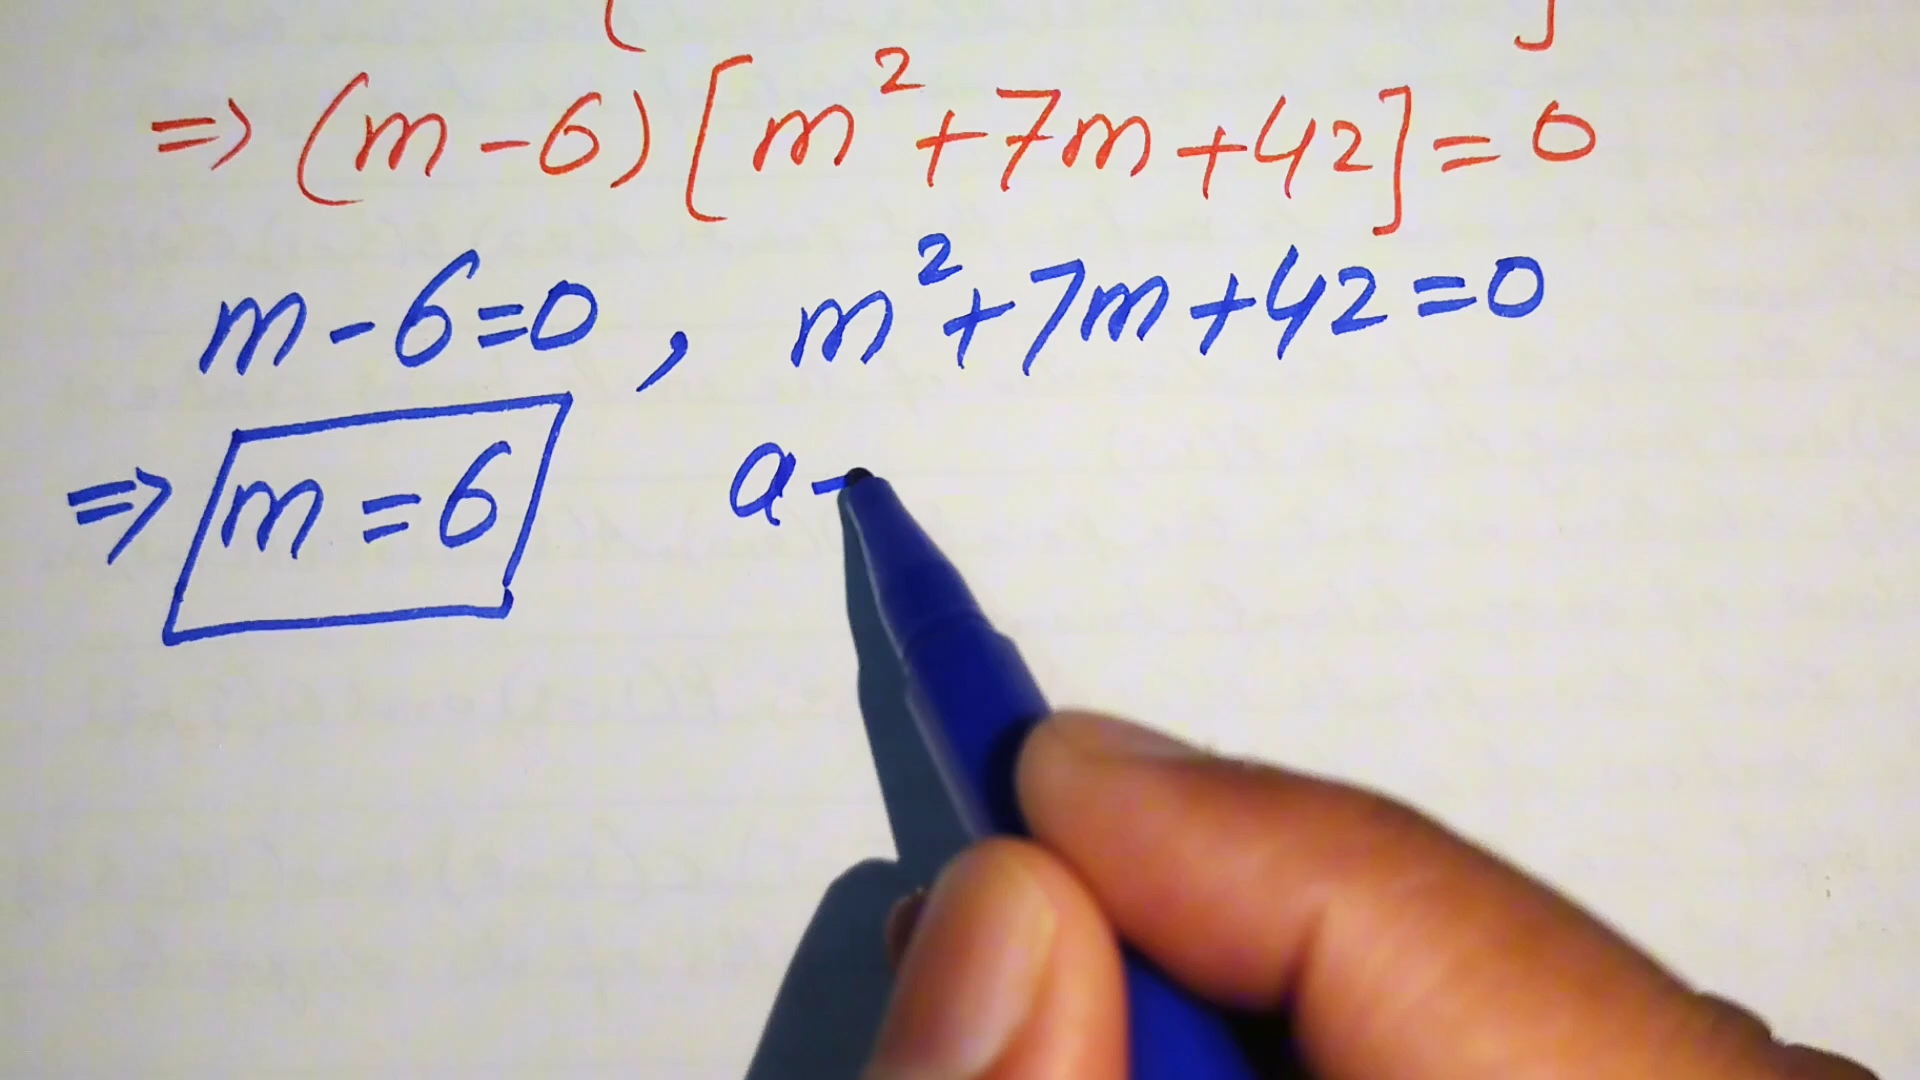 => (m-6) [m²+7m+42] = 0
m-6=0, m²+7m+42=0
=> m=6 a-